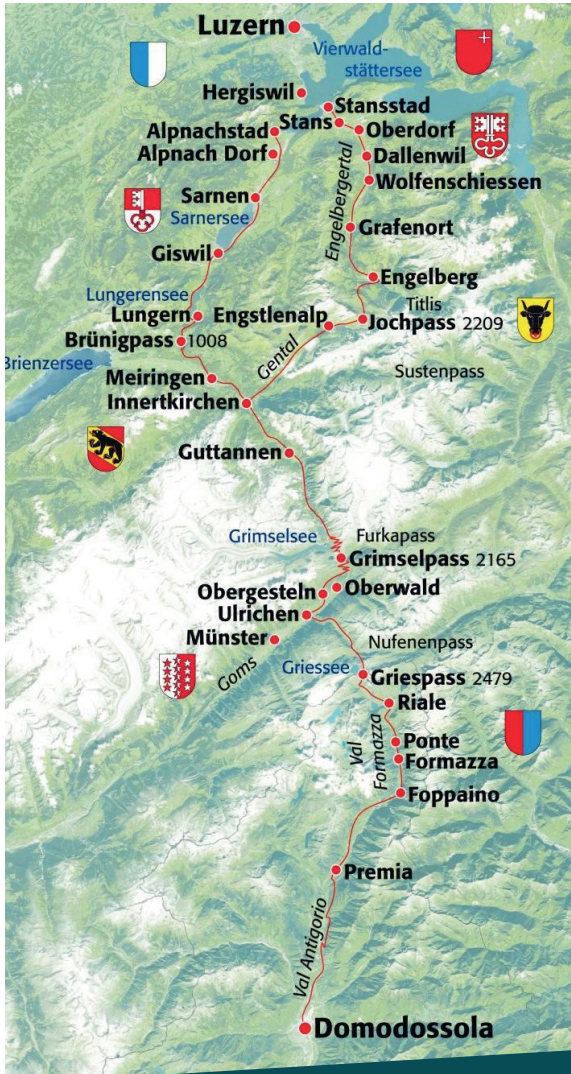 Luzern
Vierwald-
stättersee
Hergiswil
Stansstad
Stans
Oberdorf
Alpnachstad
Alpnach Dorf
Dallenwil
Wolfenschiessen
Engelbergertal
Sarnen
Sarnersee
Grafenort
Giswil
Engelberg
Lungerensee
Titlis
Lungern
Engstlenalp
Jochpass 2209
Brünigpass 1008
Brienzersee
Gental
Sustenpass
Meiringen
Innertkirchen
Guttannen
Grimselsee
Furkapass
Grimselpass 2165
Obergesteln
Oberwald
Ulrichen
Münster
Goms
Nufenenpass
Griessee
Griespass 2479
Riale
Val
Formazza
Ponte
Formazza
Foppaino
Premia
Val Antigorio
Domodossola